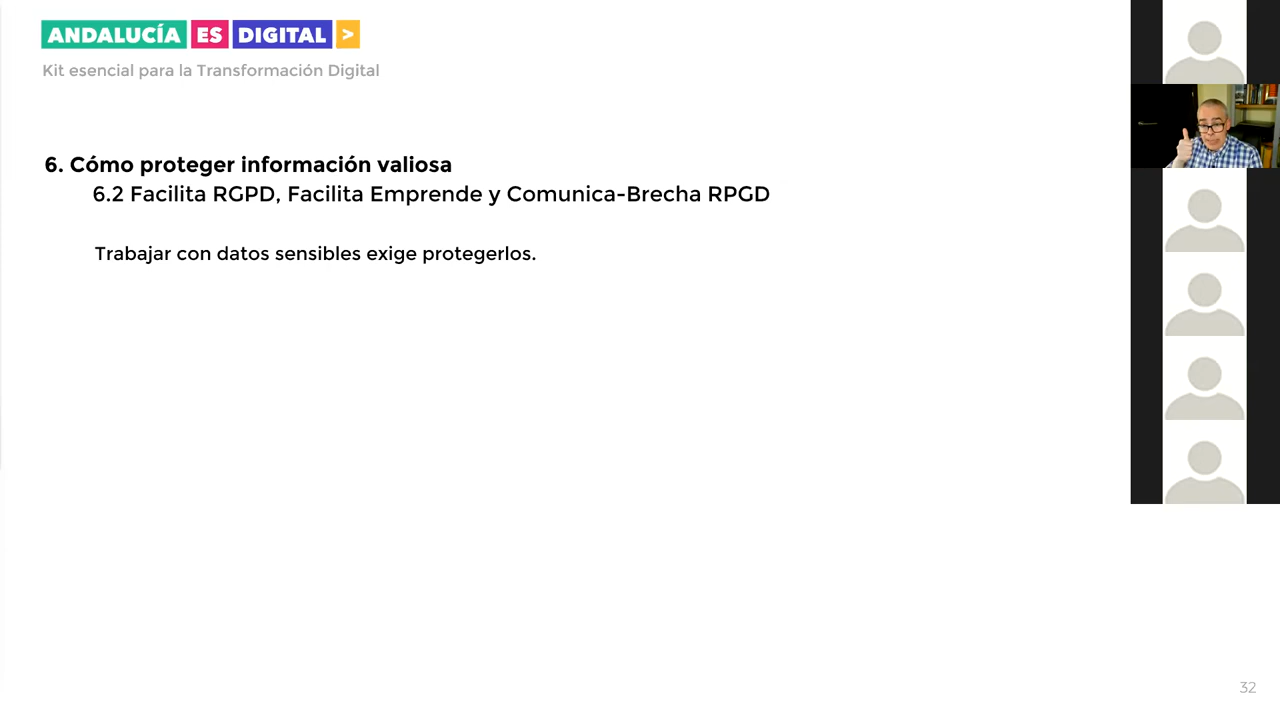 ANDALUCÍA ES DIGITAL >
Kit esencial para la Transformación Digital
6. Cómo proteger información valiosa
6.2 Facilita RGPD, Facilita Emprende y Comunica-Brecha RPGD
Trabajar con datos sensibles exige protegerlos.
32